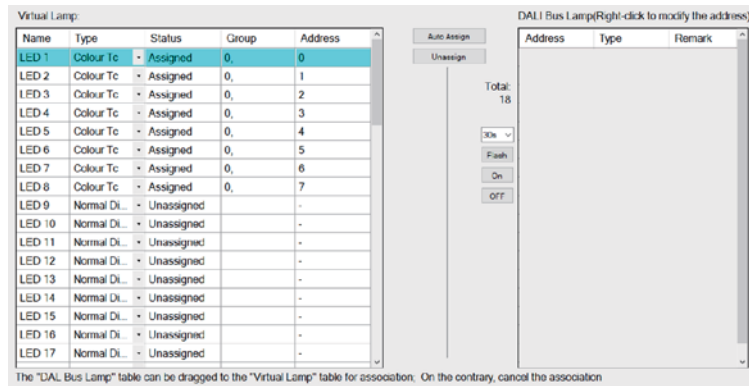 Virtual Lamp:
DALI Bus Lamp(Right-click to modify the address)
Name Type Status Group Address
Auto Assign
Address Type Remark
LED 1 Colour Tc Assigned 0, 0
Unassign
LED 2 Colour Tc Assigned 0, 1
LED 3 Colour Tc Assigned 0, 2
Total:
18
LED 4 Colour Tc Assigned 0, 3
LED 5 Colour Tc Assigned 0, 4
30s
LED 6 Colour Tc Assigned 0, 5
Flash
LED 7 Colour Tc Assigned 0, 6
On
LED 8 Colour Tc Assigned 0, 7
OFF
LED 9 Normal Di... Unassigned -
LED 10 Normal Di... Unassigned -
LED 11 Normal Di... Unassigned -
LED 12 Normal Di... Unassigned -
LED 13 Normal Di... Unassigned -
LED 14 Normal Di... Unassigned -
LED 15 Normal Di... Unassigned -
LED 16 Normal Di... Unassigned -
LED 17 Normal Di... Unassigned -
The "DAL Bus Lamp" table can be dragged to the "Virtual Lamp" table for association; On the contrary, cancel the association